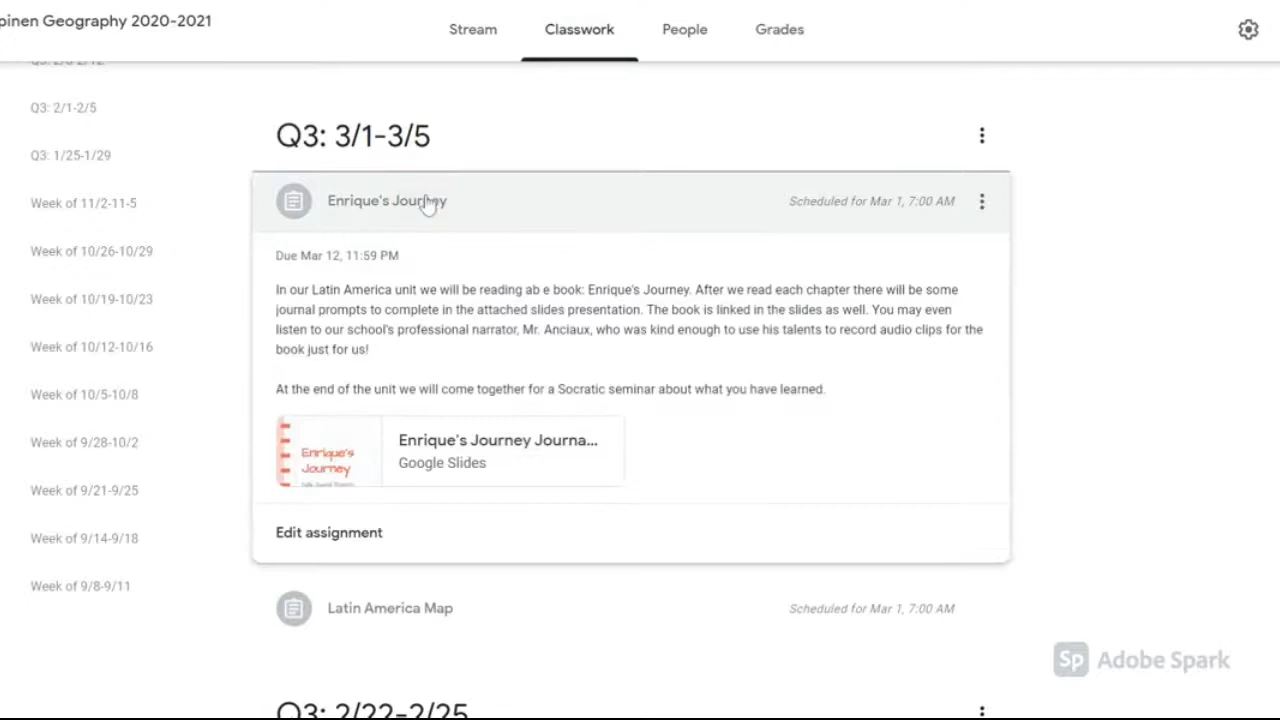 pinen Geography 2020-2021
Stream
Classwork
People
Grades
Q3: 2/1-2/5
Q3: 1/25-1/29
Week of 11/2-11-5
Week of 10/26-10/29
Week of 10/19-10/23
Week of 10/12-10/16
Week of 10/5-10/8
Week of 9/28-10/2
Week of 9/21-9/25
Week of 9/14-9/18
Week of 9/8-9/11
Q3: 3/1-3/5
Enrique's Journey
Scheduled for Mar 1, 7:00 AM
Due Mar 12, 11:59 PM
In our Latin America unit we will be reading ab e book: Enrique's Journey. After we read each chapter there will be some
journal prompts to complete in the attached slides presentation. The book is linked in the slides as well. You may even
listen to our school's professional narrator, Mr. Anciaux, who was kind enough to use his talents to record audio clips for the
book just for us!
At the end of the unit we will come together for a Socratic seminar about what you have learned.
Enrique's
Journey
Enrique's Journey Journa...
Google Slides
Edit assignment
Latin America Map
Scheduled for Mar 1, 7:00 AM
Q3: 2/22-2/25
Sp Adobe Spark